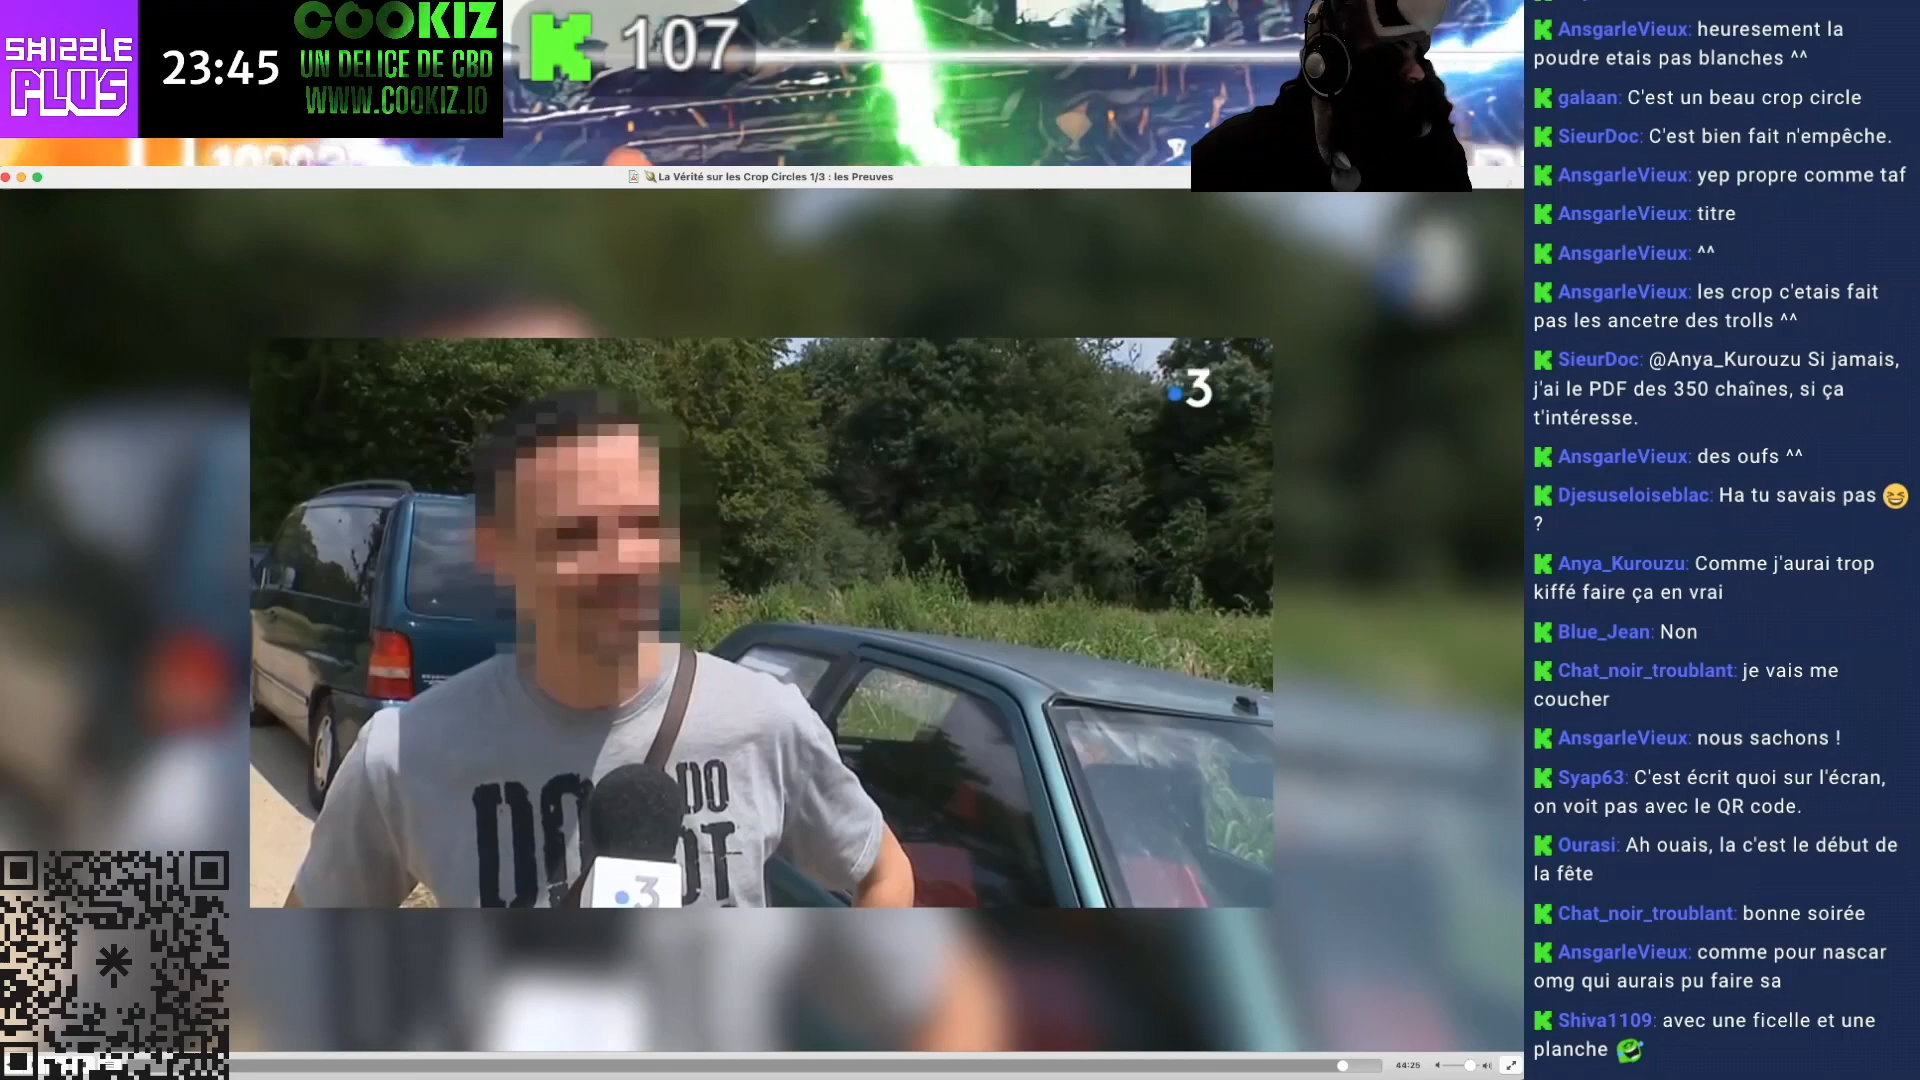 SHIZZLE
PLUS
23:45
COOKIZ
UN DELICE DE CBD
WWW.COOKIZ.IO
107
La Vérité sur les Crop Circles 1/3 : les Preuves
3
DO
3
44:25
AnsgarleVieux: heuresement la
poudre etais pas blanches ^^
galaan: C'est un beau crop circle
SieurDoc: C'est bien fait n'empêche.
AnsgarleVieux: yep propre comme taf
AnsgarleVieux: titre
AnsgarleVieux: ^^
AnsgarleVieux: les crop c'etais fait
pas les ancetre des trolls ^^
SieurDoc: @Anya_Kurouzu Si jamais,
j'ai le PDF des 350 chaînes, si ça
t'intéresse.
AnsgarleVieux: des oufs ^^
Djesuseloiseblac: Ha tu savais pas
?
Anya_Kurouzu: Comme j'aurai trop
kiffé faire ça en vrai
Blue_Jean: Non
Chat_noir_troublant: je vais me
coucher
AnsgarleVieux: nous sachons !
Syap63: C'est écrit quoi sur l'écran,
on voit pas avec le QR code.
Ourasi: Ah ouais, la c'est le début de
la fête
Chat_noir_troublant: bonne soirée
AnsgarleVieux: comme pour nascar
omg qui aurais pu faire sa
Shiva1109: avec une ficelle et une
planche